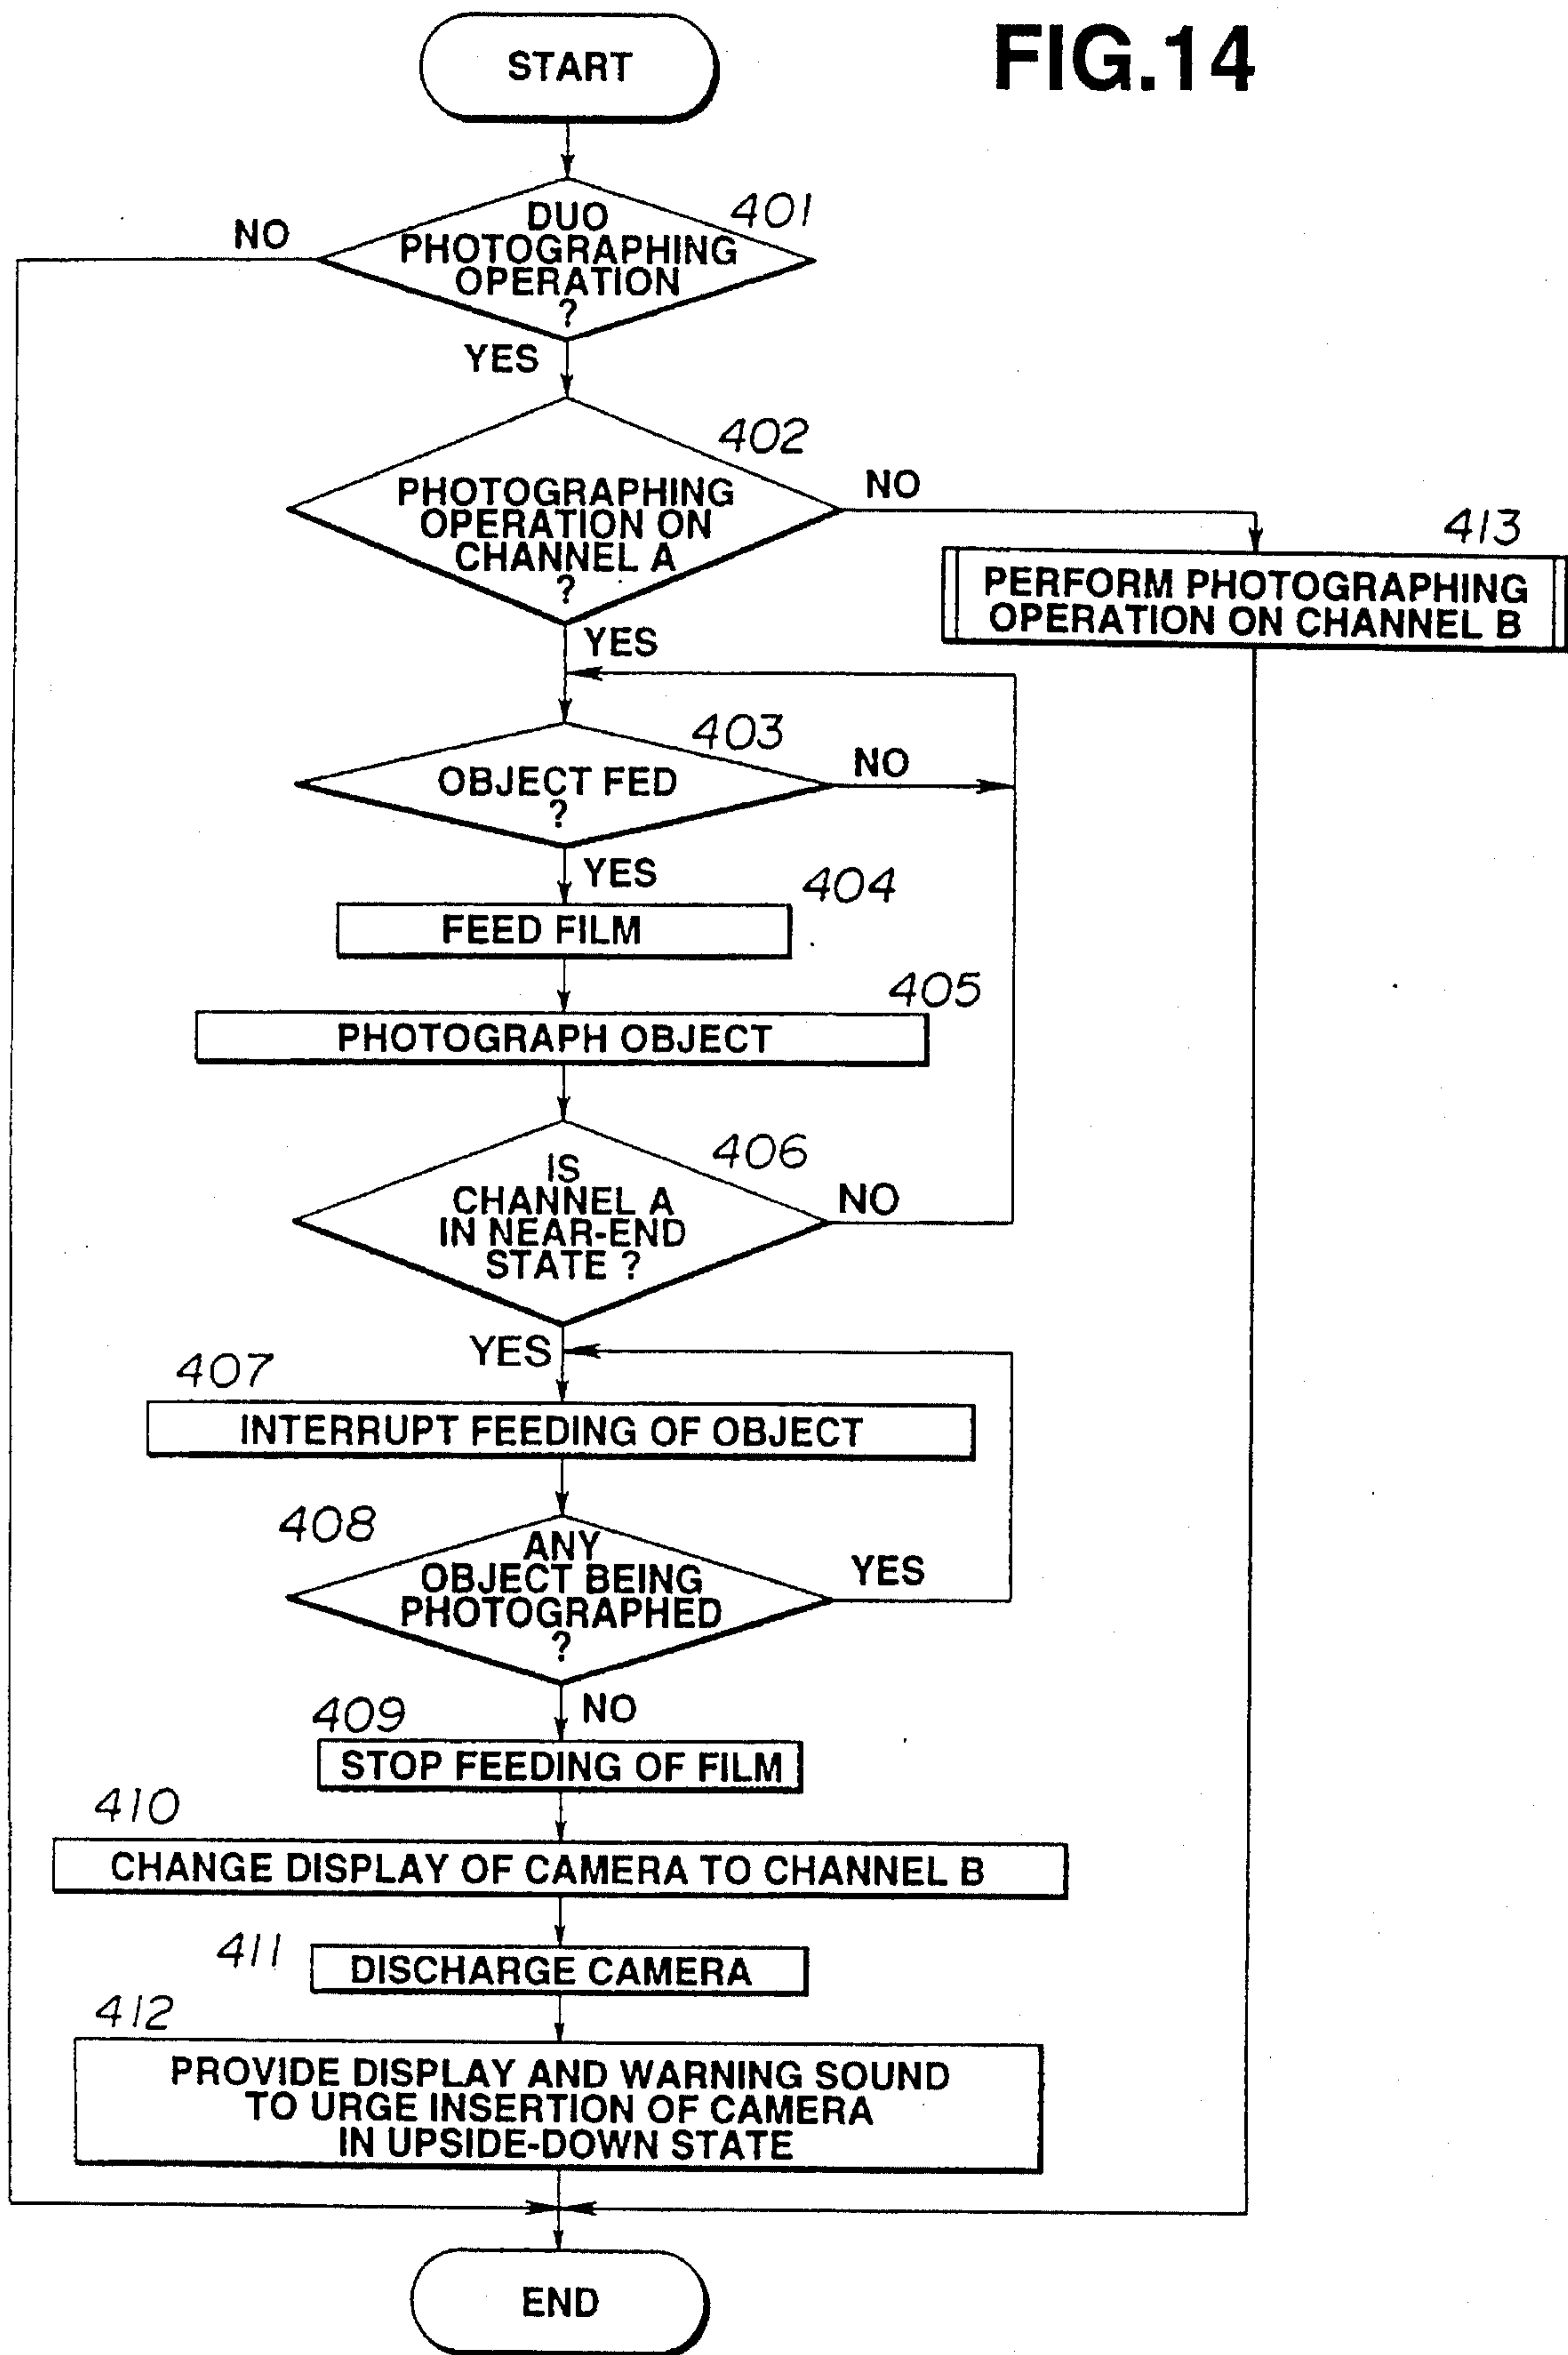 FIG.14
START
401
DUO
PHOTOGRAPHING
OPERATION
?
NO
YES
402
PHOTOGRAPHING
OPERATION ON
CHANNEL A
?
NO
YES
413
PERFORM PHOTOGRAPHING
OPERATION ON CHANNEL B
403
OBJECT FED
?
NO
YES
404
FEED FILM
405
PHOTOGRAPH OBJECT
406
IS
CHANNEL A
IN NEAR-END
STATE ?
NO
YES
407
INTERRUPT FEEDING OF OBJECT
408
ANY
OBJECT BEING
PHOTOGRAPHED
?
YES
NO
409
STOP FEEDING OF FILM
410
CHANGE DISPLAY OF CAMERA TO CHANNEL B
411
DISCHARGE CAMERA
412
PROVIDE DISPLAY AND WARNING SOUND
TO URGE INSERTION OF CAMERA
IN UPSIDE-DOWN STATE
END